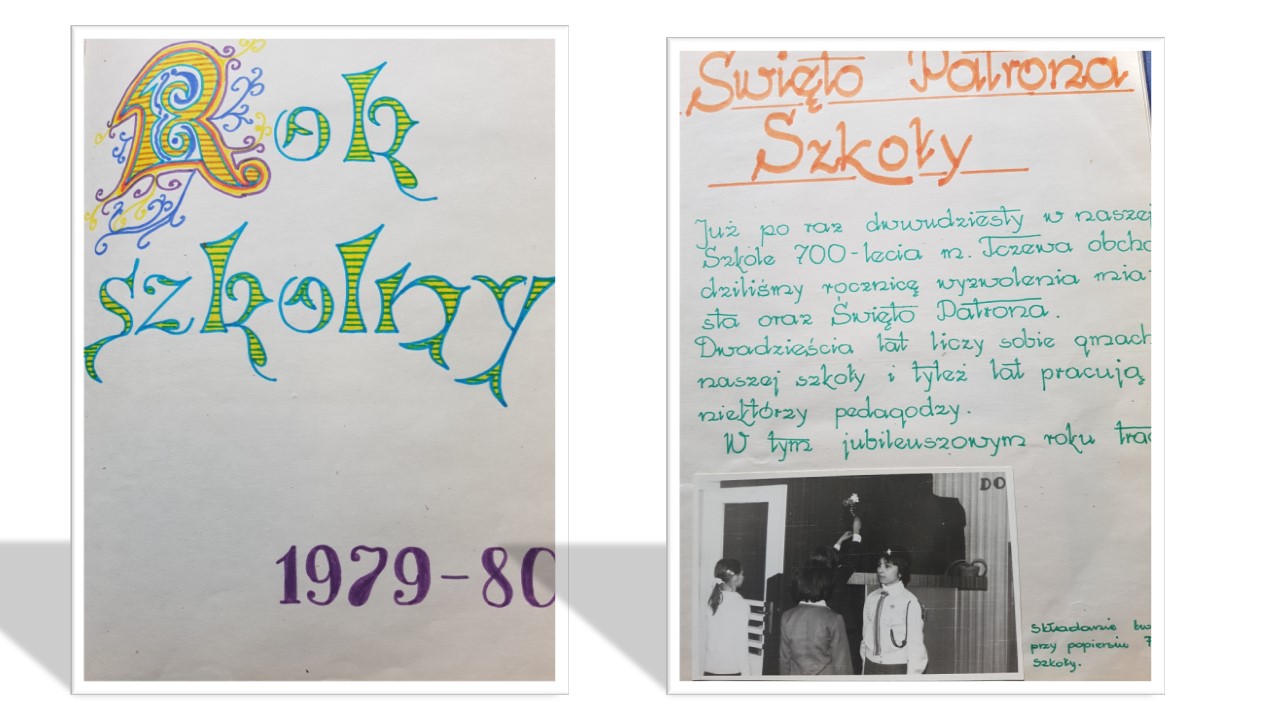 Rok
szkolny
1979-80
Święto Patrona
Szkoły
Już po raz dwudziesty w naszej
Szkole 700-lecia m. Tczewa obcho
dziliśmy rocznicę wyzwolenia mia
sta oraz Święto Patrona.
Dwadzieścia lat liczy sobie gmach
naszej szkoły i tyleż lat pracują
niektórzy pedagodzy.
W tym jubileuszowym roku
DO
Składanie
przy popiersiu
Szkoły.